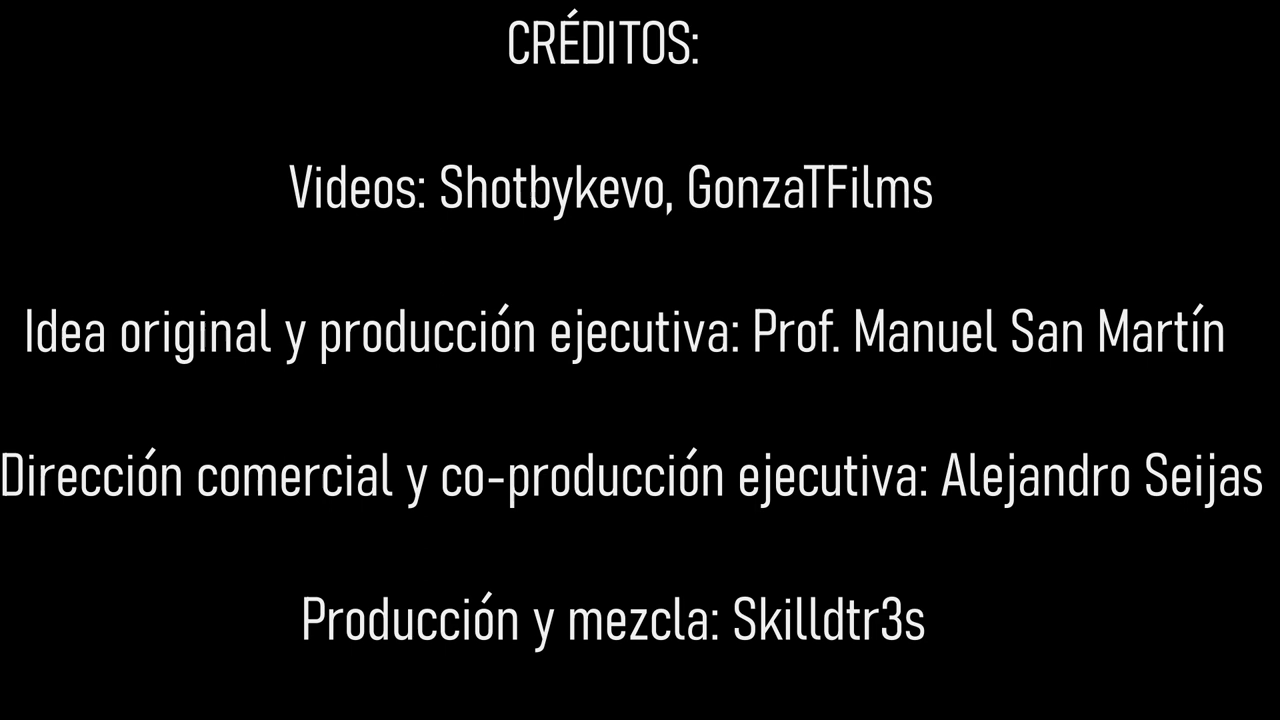 CRÉDITOS:
Videos: Shotbykevo, GonzaTFilms
Idea original y producción ejecutiva: Prof. Manuel San Martín
Dirección comercial y co-producción ejecutiva: Alejandro Seijas
Producción y mezcla: Skilldtr3s